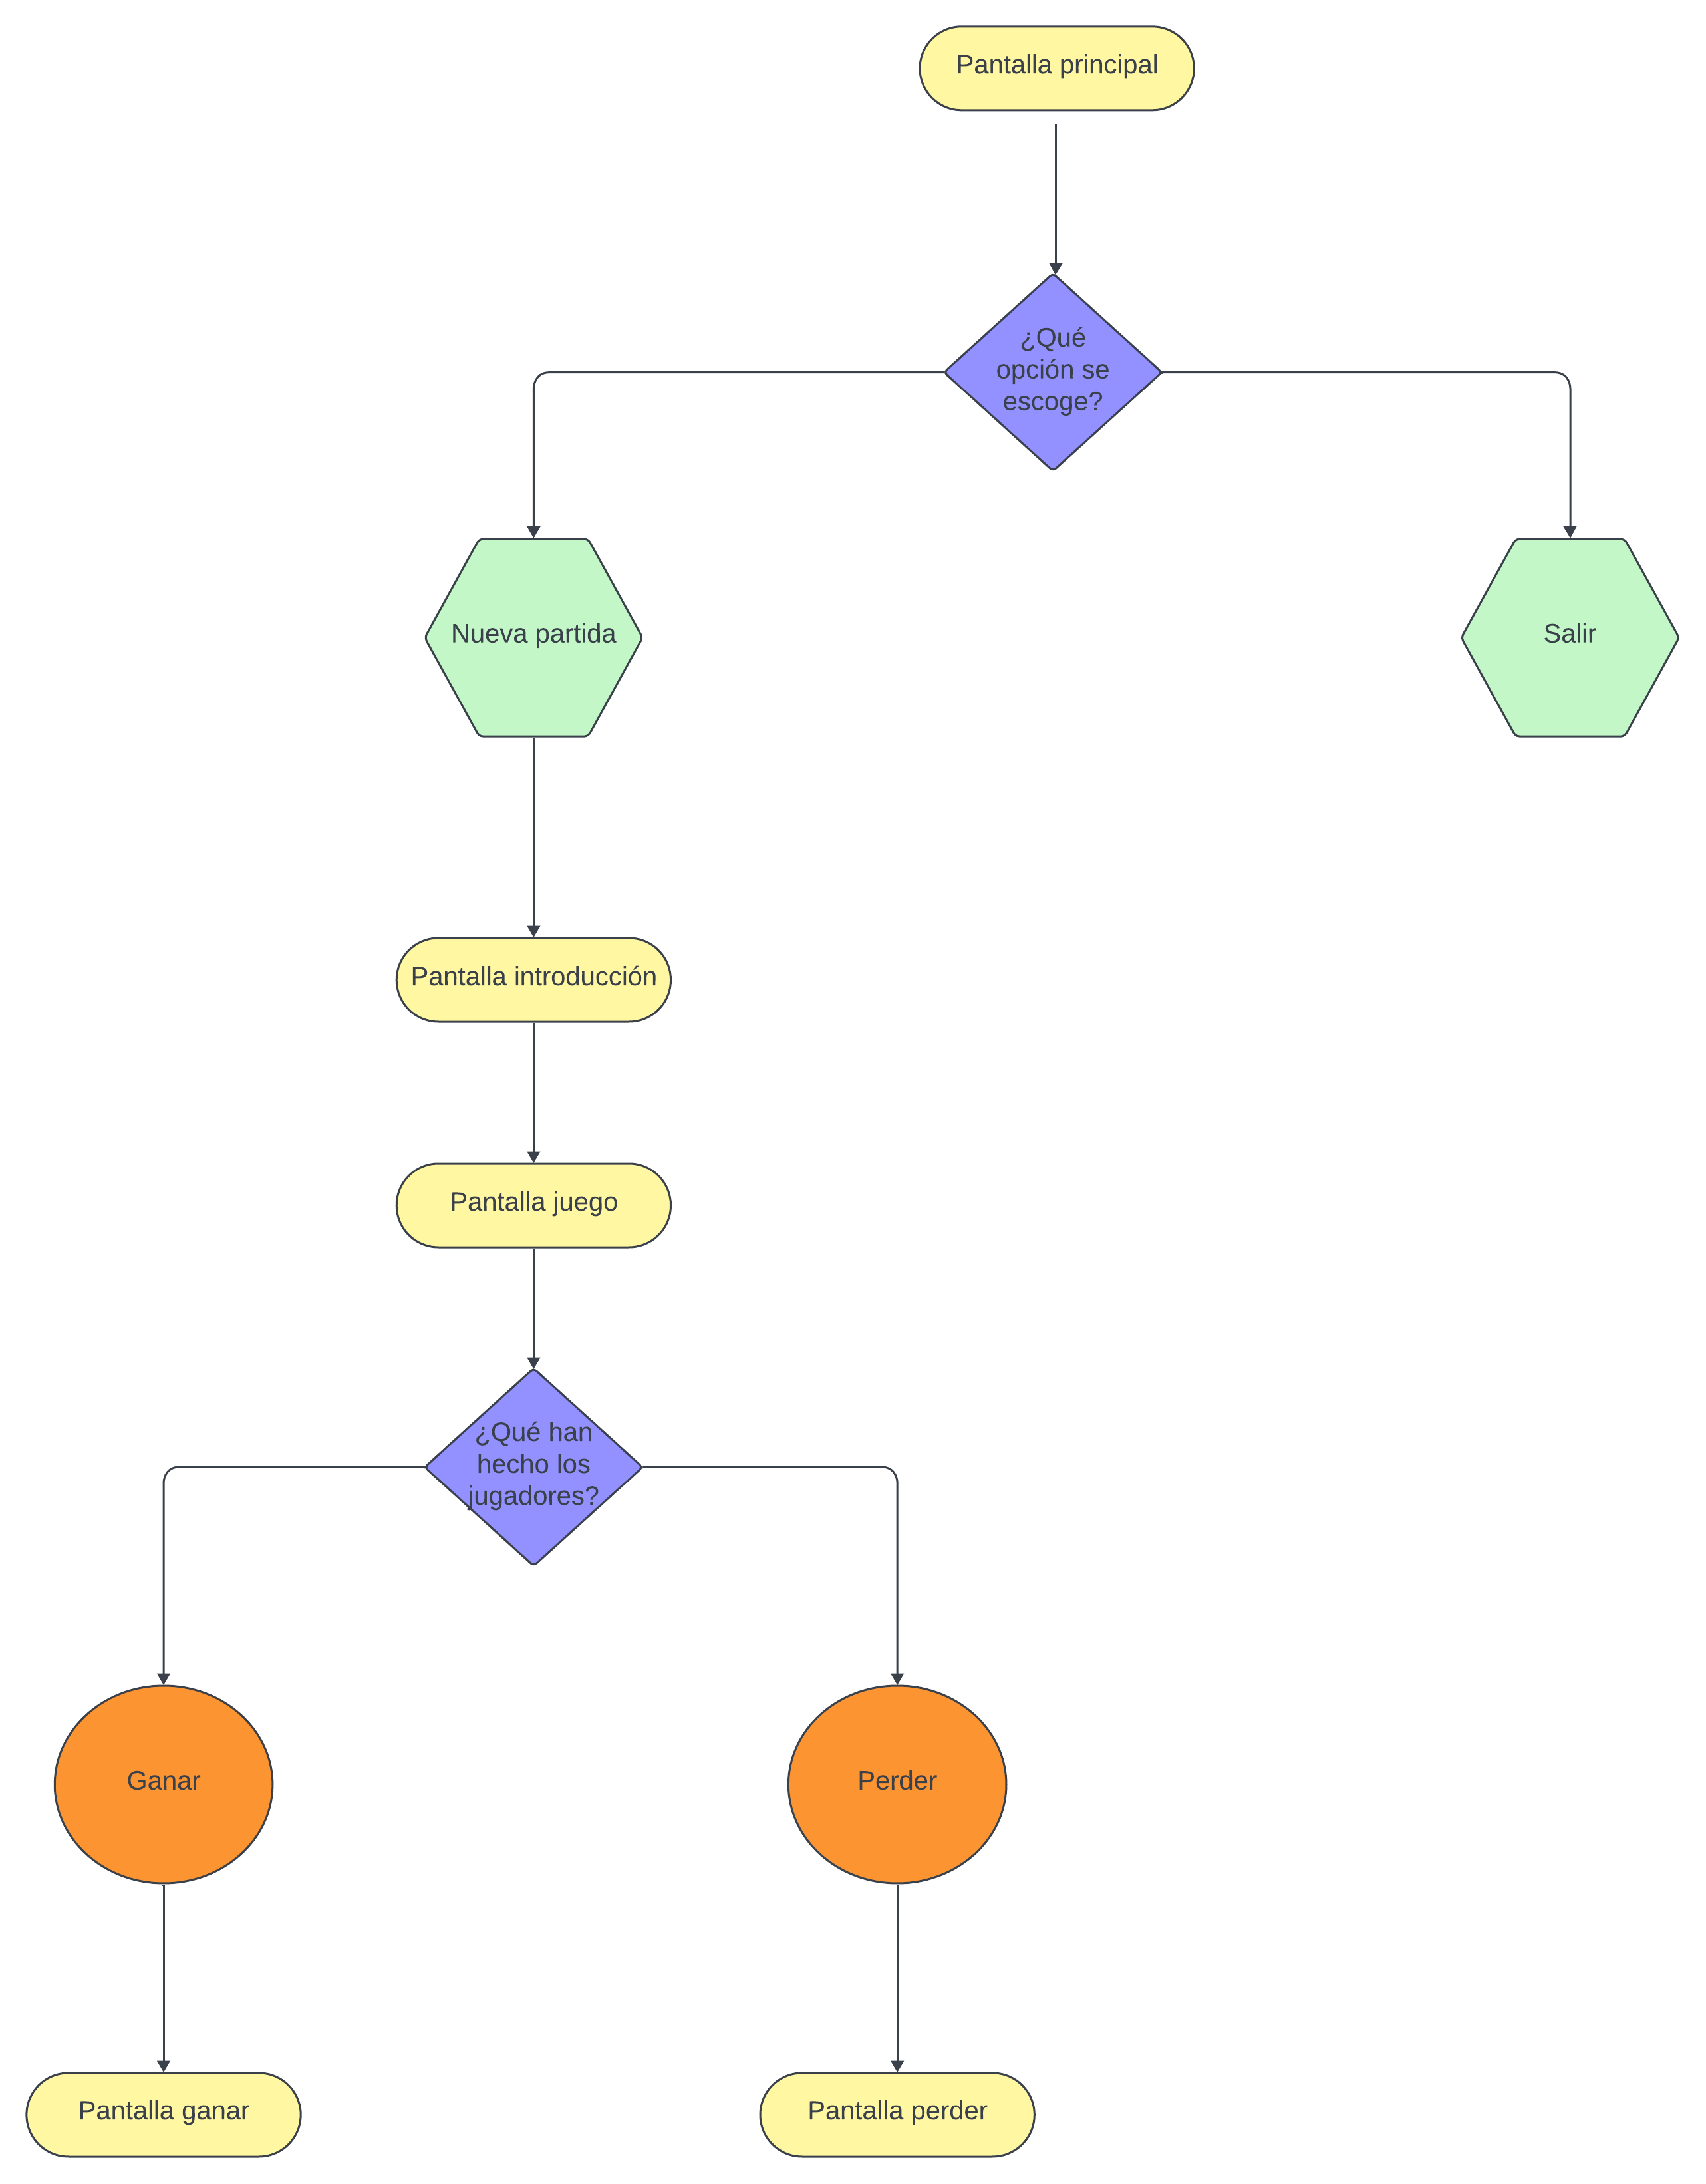 Pantalla principal
¿Qué
opción se
escoge?
Nueva partida
Salir
Pantalla introducción
Pantalla juego
¿Qué han
hecho los
jugadores?
Ganar
Perder
Pantalla ganar
Pantalla perder